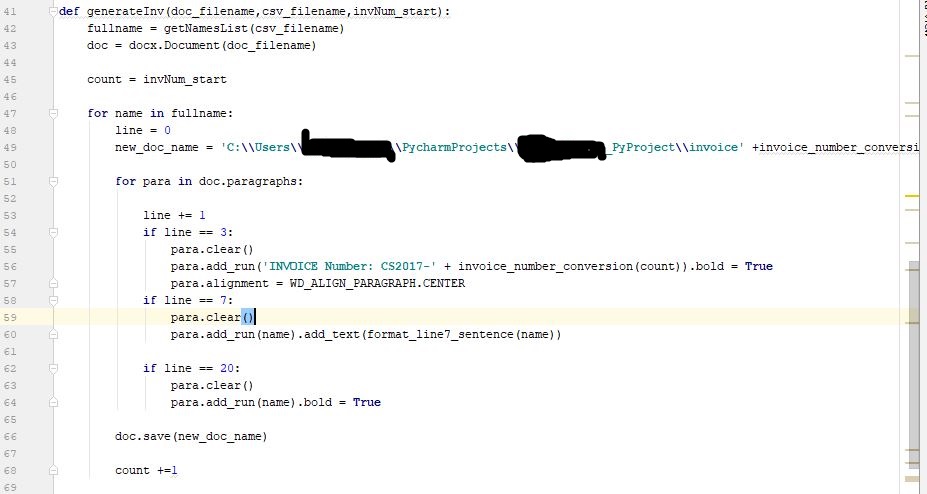 41 def generateInv(doc_filename,csv_filename,invNum_start):
42 fullname = getNamesList(csv_filename)
43 doc = docx.Document(doc_filename)
44
45 count = invNum_start
46
47 for name in fullname:
48 line = 0
49 new_doc_name = 'C:\\Users\\ \\PycharmProjects\\ _PyProject\\invoice' +invoice_number_conversi
50
51 for para in doc.paragraphs:
52
53 line += 1
54 if line == 3:
55 para.clear()
56 para.add_run('INVOICE Number: CS2017-' + invoice_number_conversion(count)).bold = True
57 para.alignment = WD_ALIGN_PARAGRAPH.CENTER
58 if line == 7:
59 para.clear()
60 para.add_run(name).add_text(format_line7_sentence(name))
61
62 if line == 20:
63 para.clear()
64 para.add_run(name).bold = True
65
66 doc.save(new_doc_name)
67
68 count +=1
69